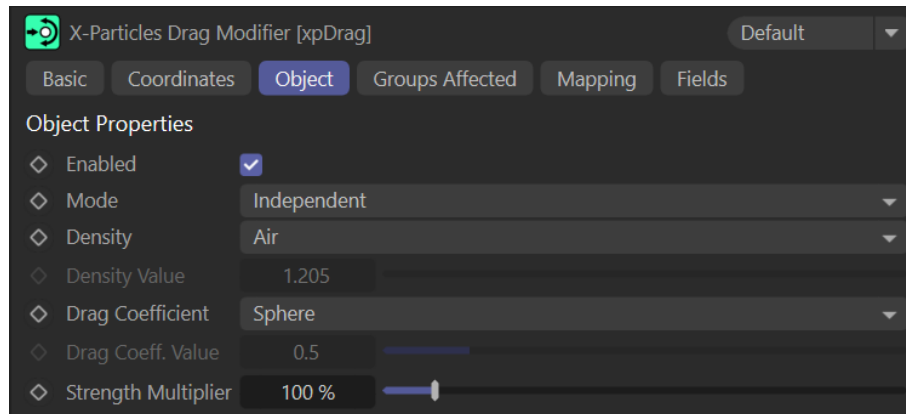 X-Particles Drag Modifier [xpDrag] Default
Basic Coordinates Object Groups Affected Mapping Fields
Object Properties
Enabled
Mode Independent
Density Air
Density Value 1.205
Drag Coefficient Sphere
Drag Coeff. Value 0.5
Strength Multiplier 100 %